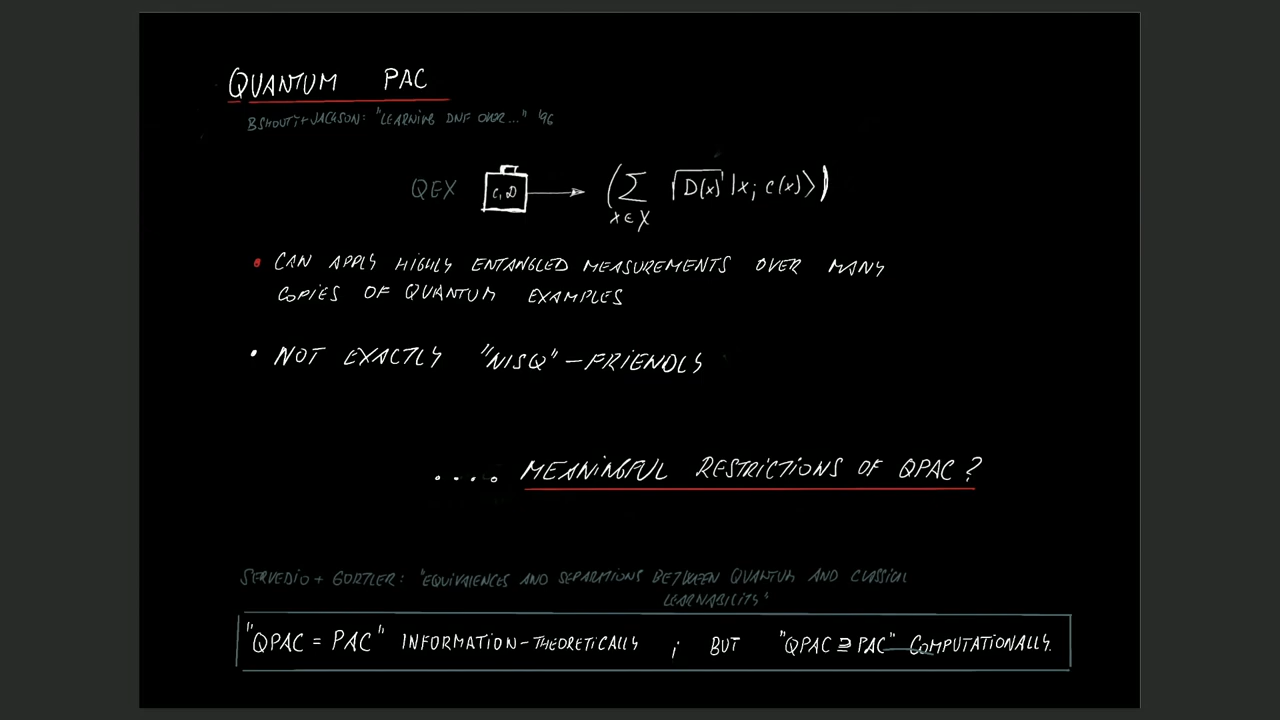 QUANTUM PAC
BSHOUTY+JACKSON: "LEARNING DNF OVER..." '96
QEX c, D → (∑ √D(x) |x; c(x)⟩)
x∈X
• CAN APPLY HIGHLY ENTANGLED MEASUREMENTS OVER MANY
COPIES OF QUANTUM EXAMPLES
• NOT EXACTLY "NISQ"-FRIENDLY
.... MEANINGFUL RESTRICTIONS OF QPAC?
SERVEDIO + GORTLER: "EQUIVALENCES AND SEPARATIONS BETWEEN QUANTUM AND CLASSICAL
LEARNABILITY"
"QPAC = PAC" INFORMATION-THEORETICALLY ; BUT "QPAC ⊇ PAC" COMPUTATIONALLY.